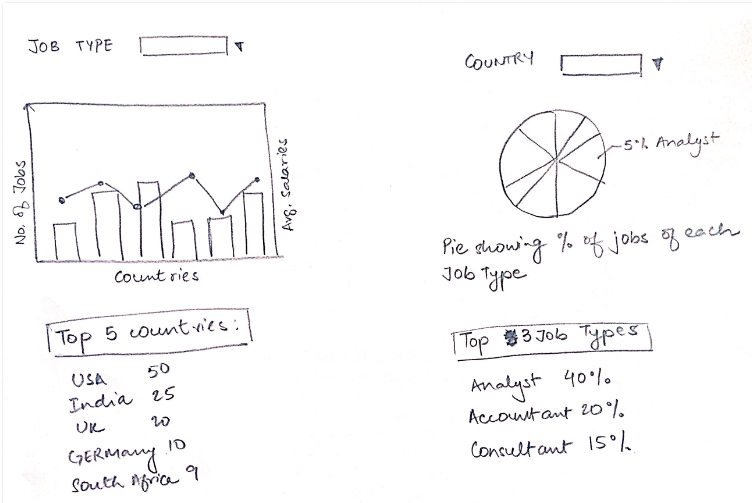 JOB TYPE
No. of Jobs
Avg. Salaries
Countries
Top 5 countries:
USA 50
India 25
UK 20
GERMany 10
South Africa 9
COUNTRY
5% Analyst
Pie showing % of jobs of each
Job Type
Top 3 Job Types
Analyst 40%
Accountant 20%
Consultant 15%